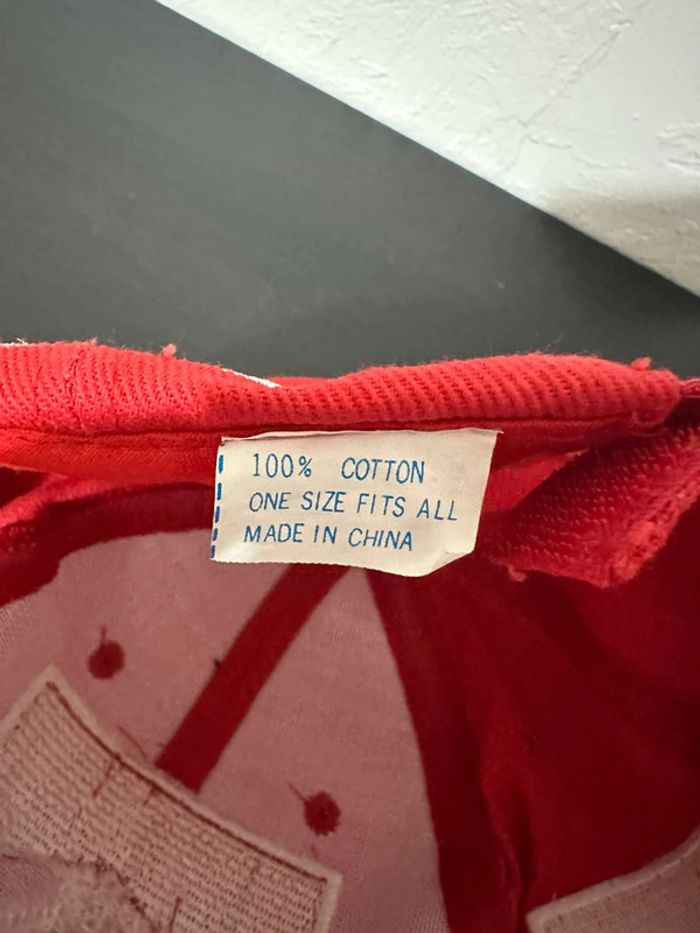 100% COTTON
ONE SIZE FITS ALL
MADE IN CHINA